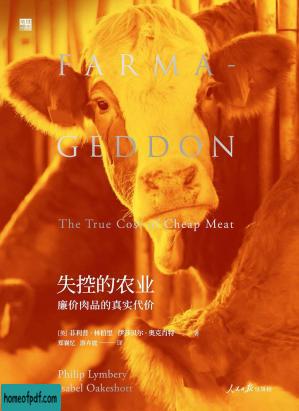 FARMA-
GEDDON
The True Cost of Cheap Meat
失控的农业
廉价肉品的真实代价
[英] 菲利普·林伯里 伊莎贝尔·奥克肖特 著
译
Philip Lymbery
Isabel Oakeshott
人民日报出版社
homeofpdf.com